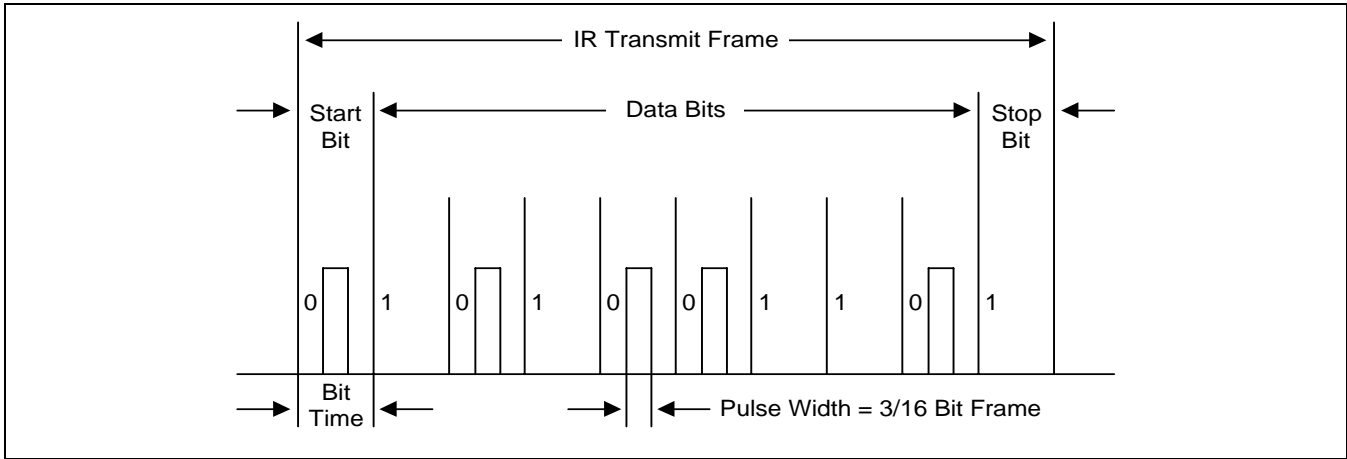 IR Transmit Frame
Start
Bit
Data Bits
Stop
Bit
0 1 0 1 0 0 1 1 0 1
Bit
Time
Pulse Width = 3/16 Bit Frame